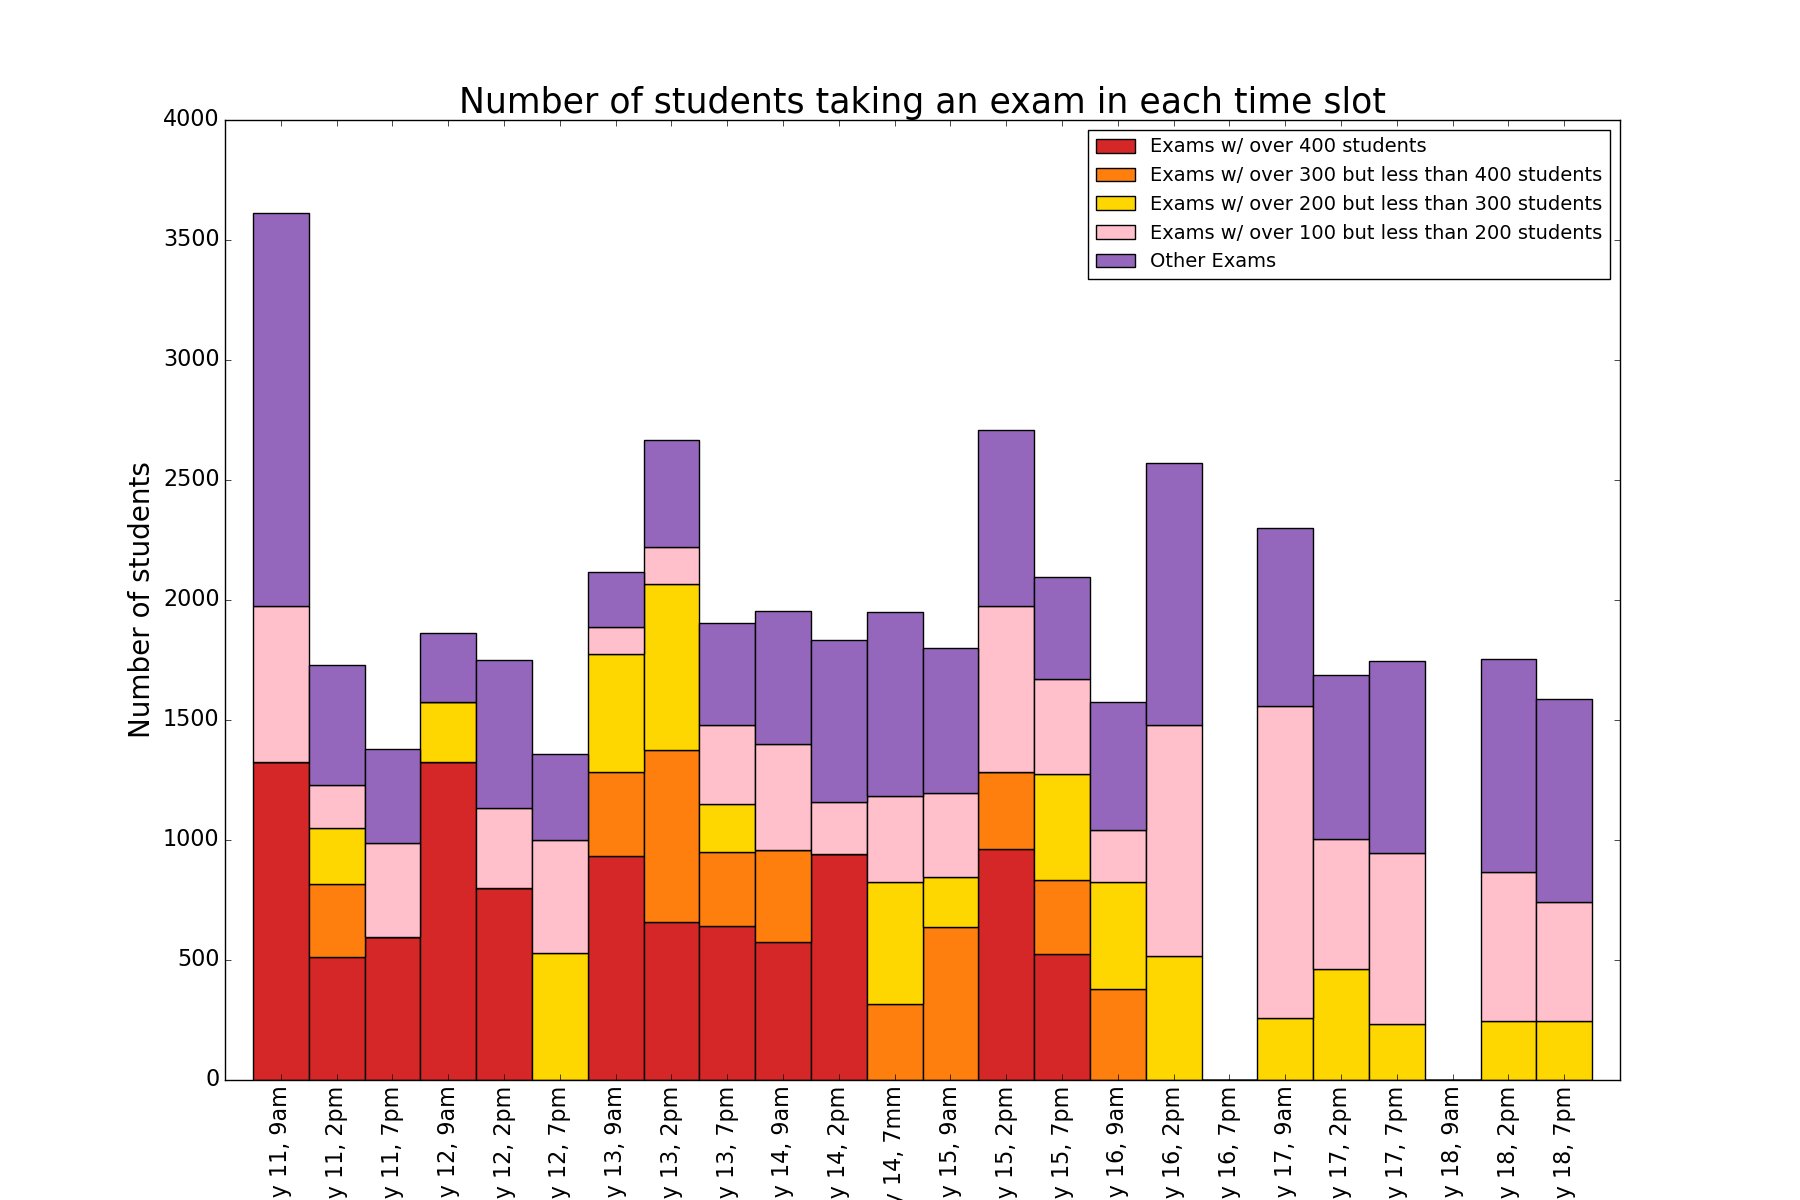 Number of students taking an exam in each time slot
Exams w/ over 400 students
Exams w/ over 300 but less than 400 students
Exams w/ over 200 but less than 300 students
Exams w/ over 100 but less than 200 students
Other Exams
Number of students
4000
3500
3000
2500
2000
1500
1000
500
0
y 11, 9am
y 11, 2pm
y 11, 7pm
y 12, 9am
y 12, 2pm
y 12, 7pm
y 13, 9am
y 13, 2pm
y 13, 7pm
y 14, 9am
y 14, 2pm
y 14, 7mm
y 15, 9am
y 15, 2pm
y 15, 7pm
y 16, 9am
y 16, 2pm
y 16, 7pm
y 17, 9am
y 17, 2pm
y 17, 7pm
y 18, 9am
y 18, 2pm
y 18, 7pm